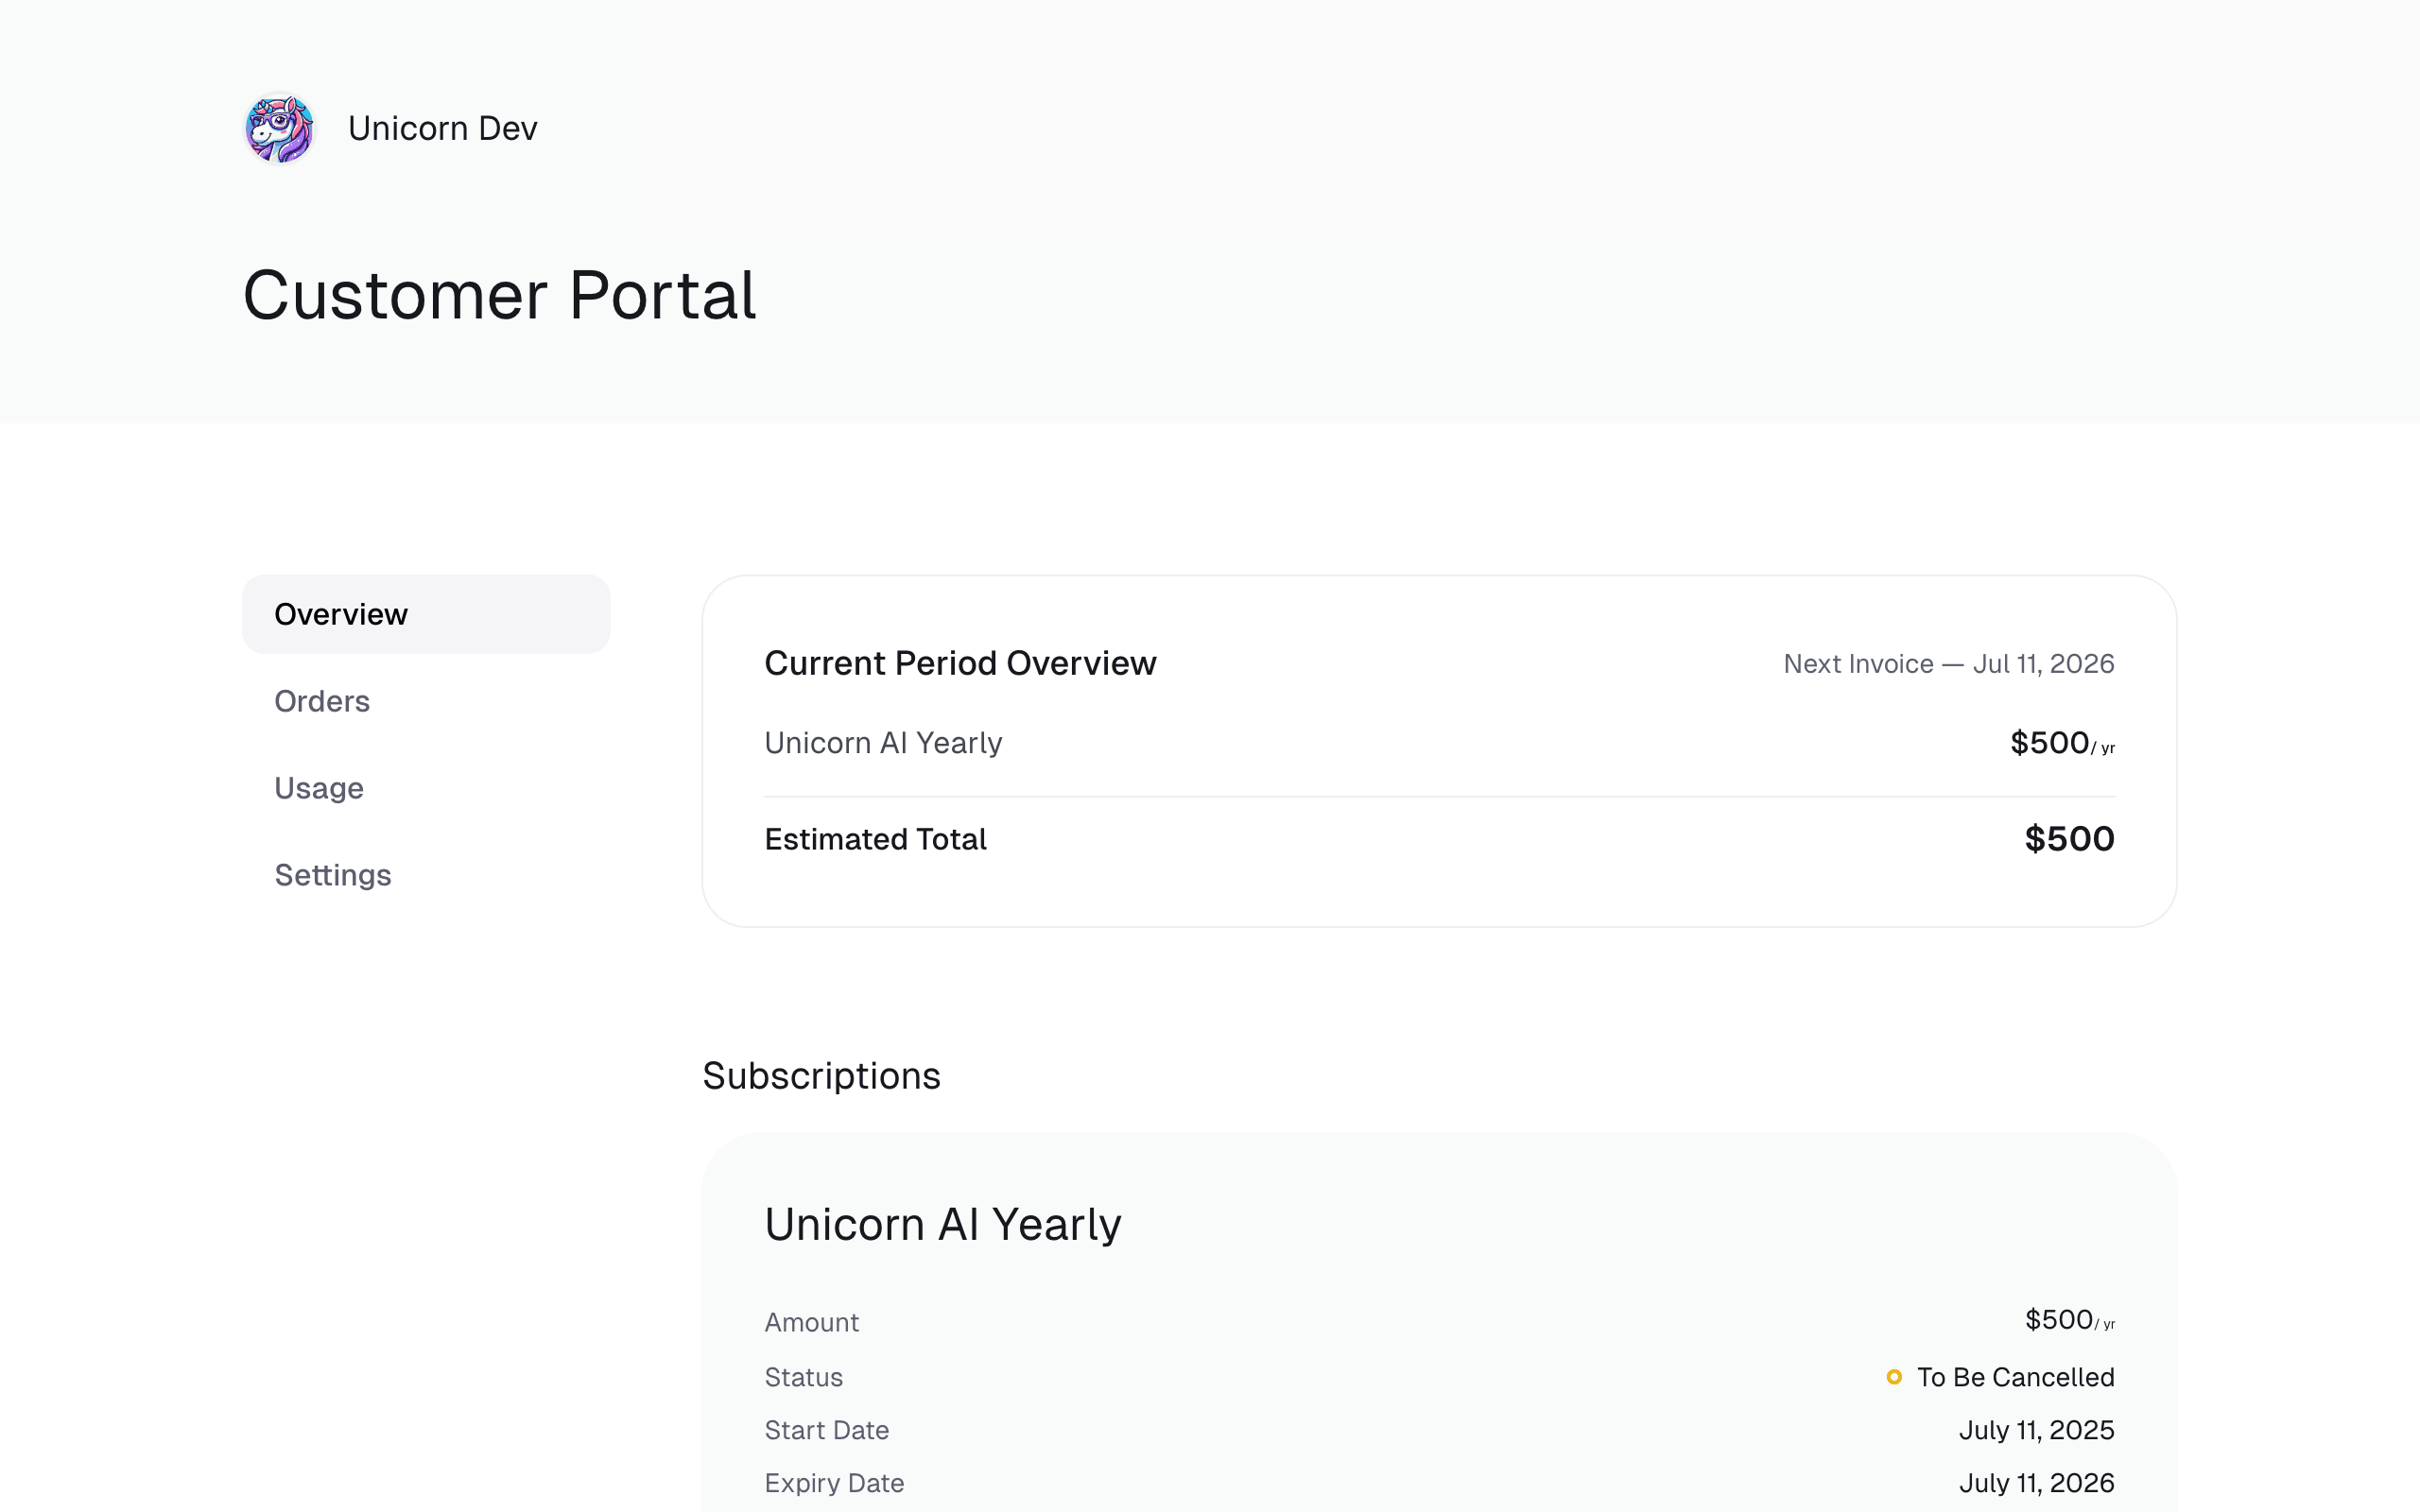 Unicorn Dev
Customer Portal
Overview
Orders
Usage
Settings
Current Period Overview
Next Invoice — Jul 11, 2026
Unicorn AI Yearly
$500/ yr
Estimated Total
$500
Subscriptions
Unicorn AI Yearly
Amount
$500/ yr
Status
To Be Cancelled
Start Date
July 11, 2025
Expiry Date
July 11, 2026